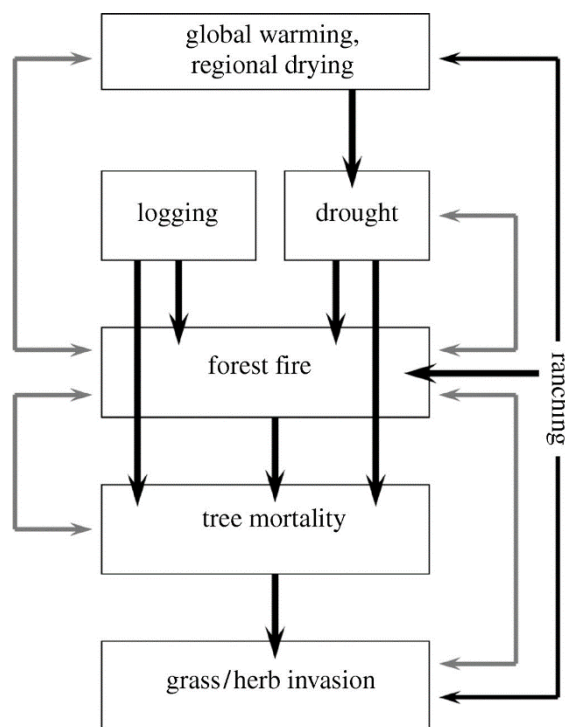 global warming,
regional drying
logging
drought
forest fire
ranching
tree mortality
grass/herb invasion